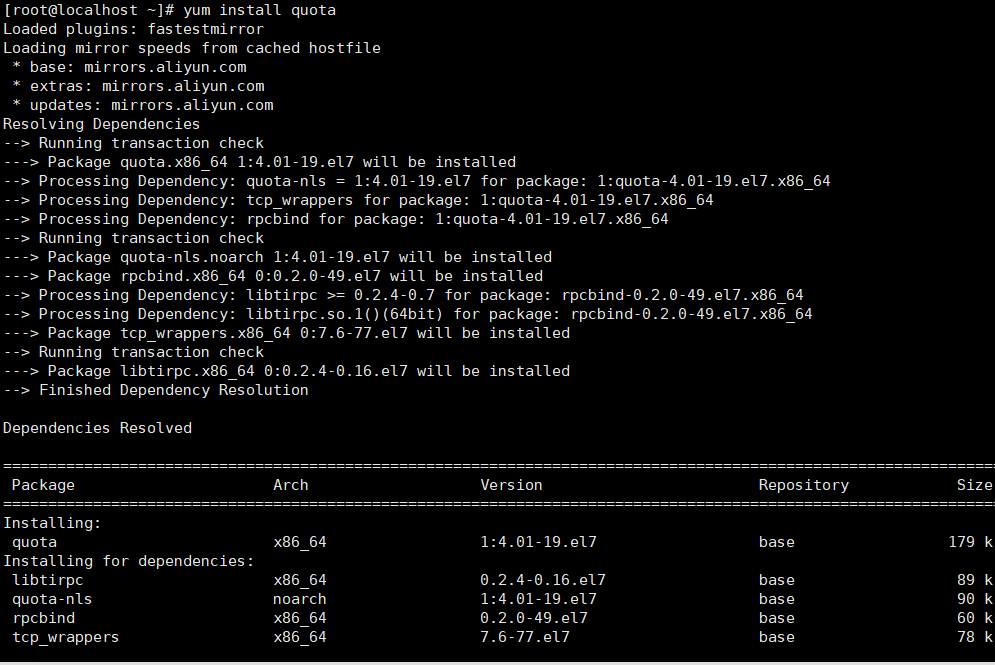 [root@localhost ~]# yum install quota
Loaded plugins: fastestmirror
Loading mirror speeds from cached hostfile
 * base: mirrors.aliyun.com
 * extras: mirrors.aliyun.com
 * updates: mirrors.aliyun.com
Resolving Dependencies
--> Running transaction check
---> Package quota.x86_64 1:4.01-19.el7 will be installed
--> Processing Dependency: quota-nls = 1:4.01-19.el7 for package: 1:quota-4.01-19.el7.x86_64
--> Processing Dependency: tcp_wrappers for package: 1:quota-4.01-19.el7.x86_64
--> Processing Dependency: rpcbind for package: 1:quota-4.01-19.el7.x86_64
--> Running transaction check
---> Package quota-nls.noarch 1:4.01-19.el7 will be installed
---> Package rpcbind.x86_64 0:0.2.0-49.el7 will be installed
--> Processing Dependency: libtirpc >= 0.2.4-0.7 for package: rpcbind-0.2.0-49.el7.x86_64
--> Processing Dependency: libtirpc.so.1()(64bit) for package: rpcbind-0.2.0-49.el7.x86_64
---> Package tcp_wrappers.x86_64 0:7.6-77.el7 will be installed
--> Running transaction check
---> Package libtirpc.x86_64 0:0.2.4-0.16.el7 will be installed
--> Finished Dependency Resolution

Dependencies Resolved

==============================================================================================================
 Package                      Arch                   Version                        Repository            Size
==============================================================================================================
Installing:
 quota                        x86_64                 1:4.01-19.el7                  base                 179 k
Installing for dependencies:
 libtirpc                     x86_64                 0.2.4-0.16.el7                 base                  89 k
 quota-nls                    noarch                 1:4.01-19.el7                  base                  90 k
 rpcbind                      x86_64                 0.2.0-49.el7                   base                  60 k
 tcp_wrappers                 x86_64                 7.6-77.el7                     base                  78 k